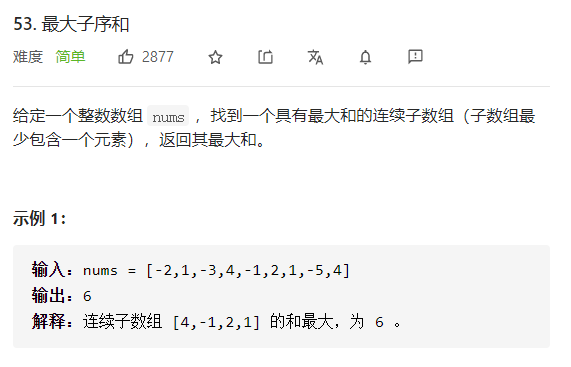 53. 最大子序和
难度 简单 2877
给定一个整数数组 nums ，找到一个具有最大和的连续子数组（子数组最
少包含一个元素），返回其最大和。
示例 1：
输入：nums = [-2,1,-3,4,-1,2,1,-5,4]
输出：6
解释：连续子数组 [4,-1,2,1] 的和最大，为 6 。